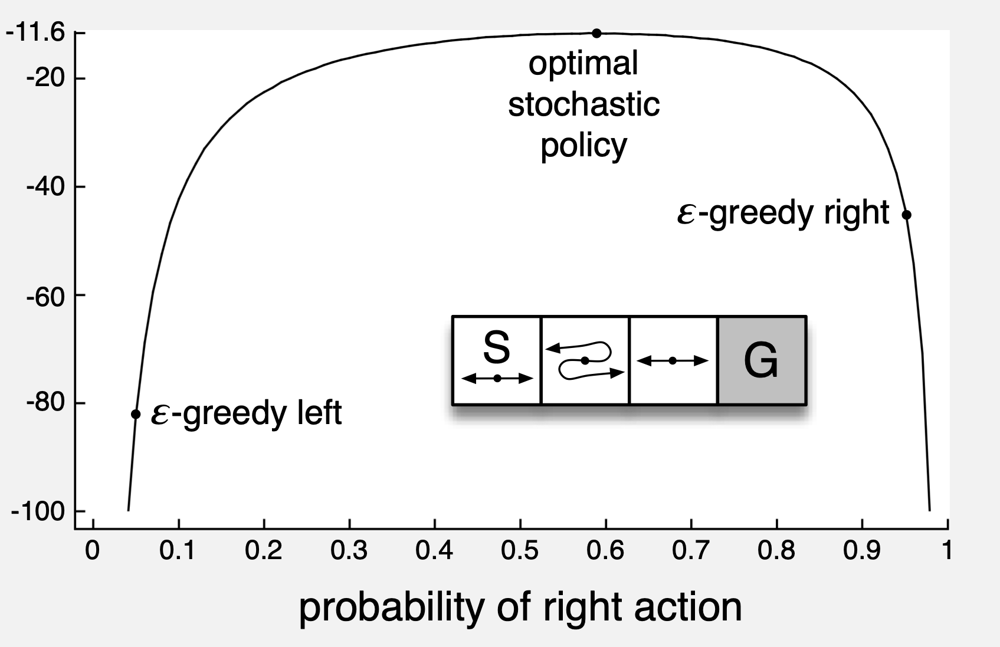 -11.6
-20
-40
-60
-80
-100
optimal
stochastic
policy
ε-greedy right
ε-greedy left
S
G
0 0.1 0.2 0.3 0.4 0.5 0.6 0.7 0.8 0.9 1
probability of right action